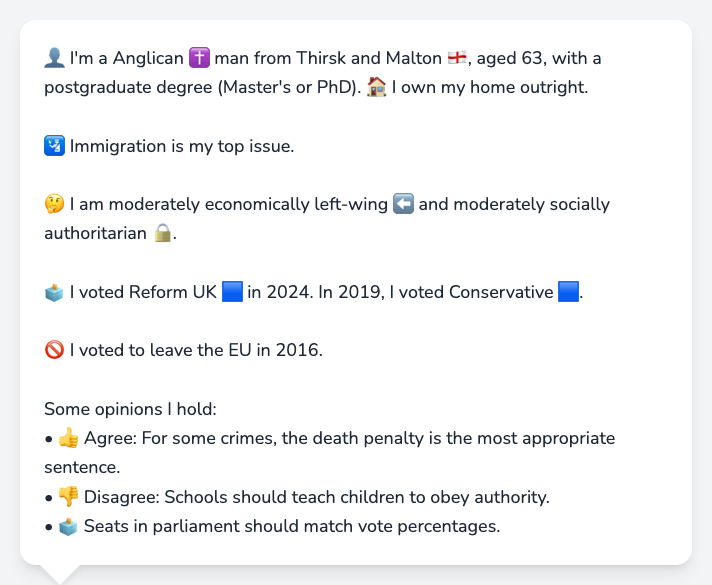 👤 I'm a Anglican ✝️ man from Thirsk and Malton 🏴󠁧󠁢󠁥󠁮󠁧󠁿, aged 63, with a
postgraduate degree (Master's or PhD). 🏠 I own my home outright.
🛂 Immigration is my top issue.
🤔 I am moderately economically left-wing ⬅️ and moderately socially
authoritarian 🔒.
🗳️ I voted Reform UK 🟦 in 2024. In 2019, I voted Conservative 🟦.
🚫 I voted to leave the EU in 2016.
Some opinions I hold:
• 👍 Agree: For some crimes, the death penalty is the most appropriate
sentence.
• 👎 Disagree: Schools should teach children to obey authority.
• 🗳️ Seats in parliament should match vote percentages.